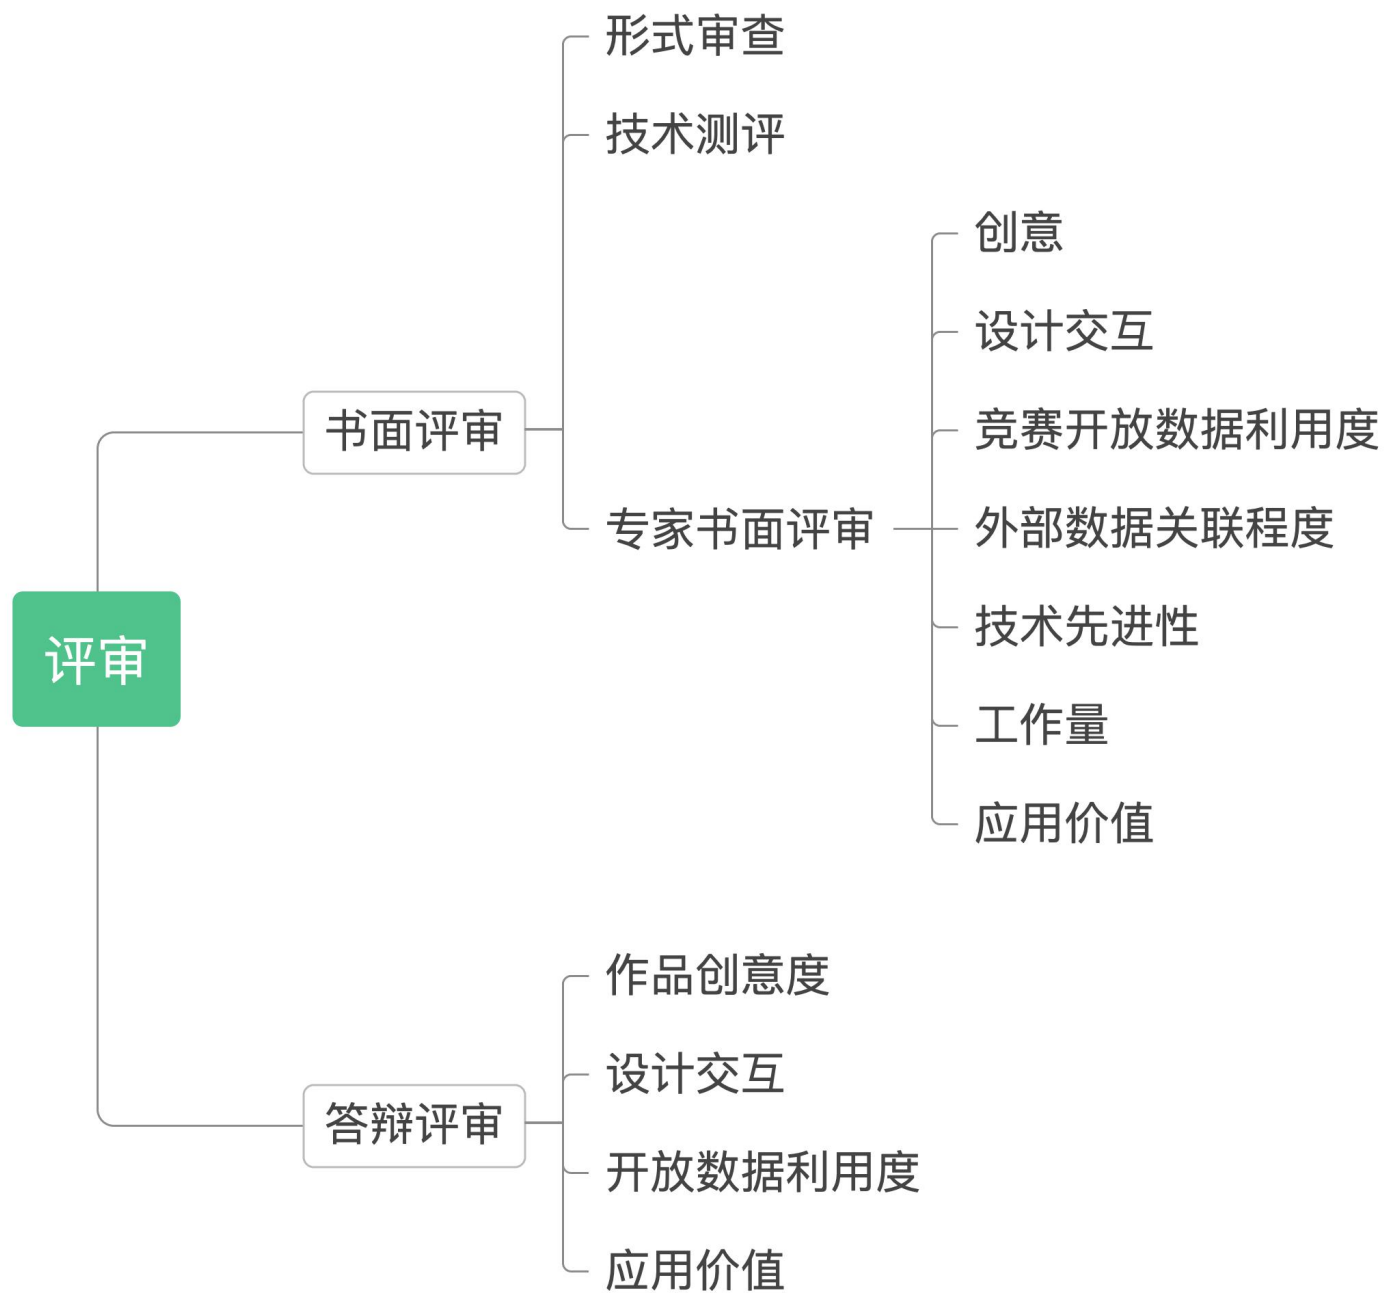 评审
书面评审
形式审查
技术测评
专家书面评审
创意
设计交互
竞赛开放数据利用度
外部数据关联程度
技术先进性
工作量
应用价值
答辩评审
作品创意度
设计交互
开放数据利用度
应用价值